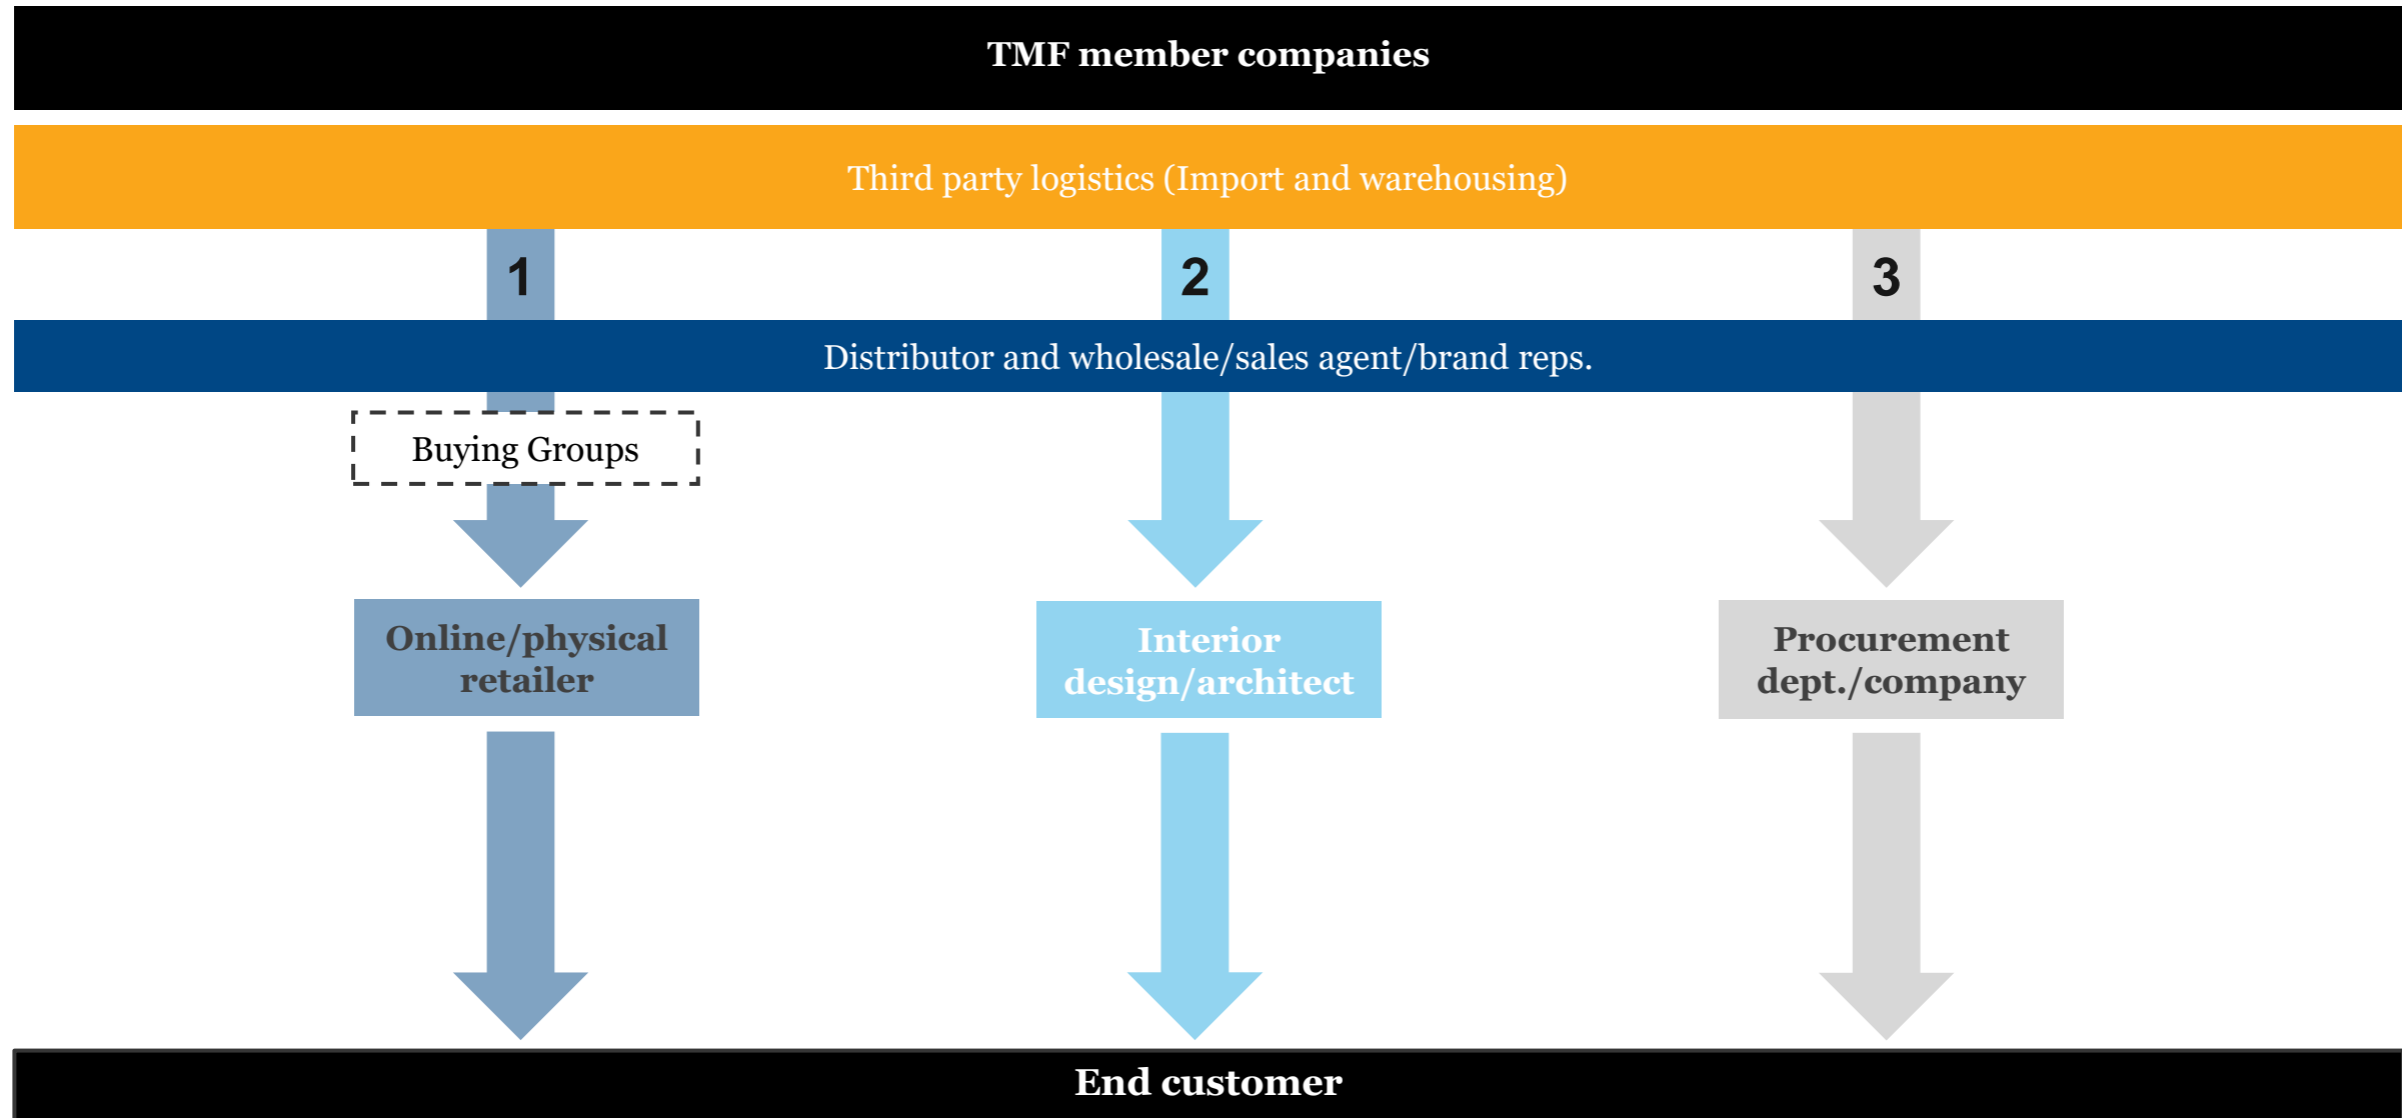 TMF member companies
Third party logistics (Import and warehousing)
1
2
3
Distributor and wholesale/sales agent/brand reps.
Buying Groups
Online/physical
retailer
Interior
design/architect
Procurement
dept./company
End customer